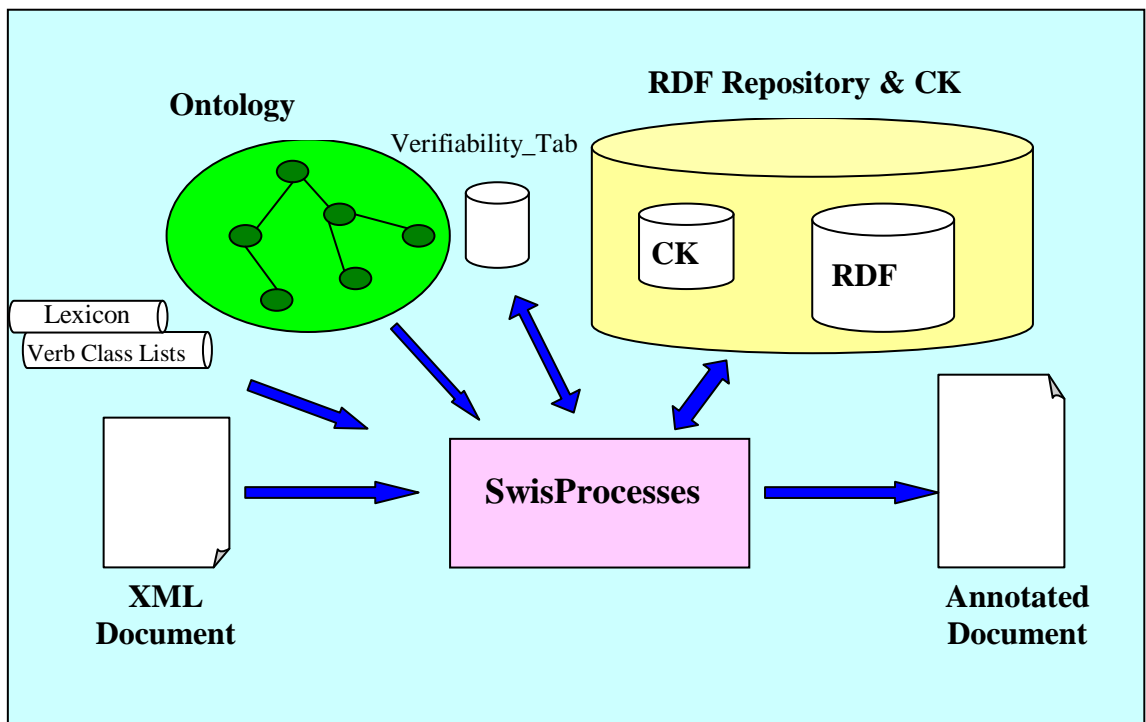 RDF Repository & CK
Ontology
Verifiability_Tab
CK
RDF
Lexicon
Verb Class Lists
SwisProcesses
XML
Document
Annotated
Document